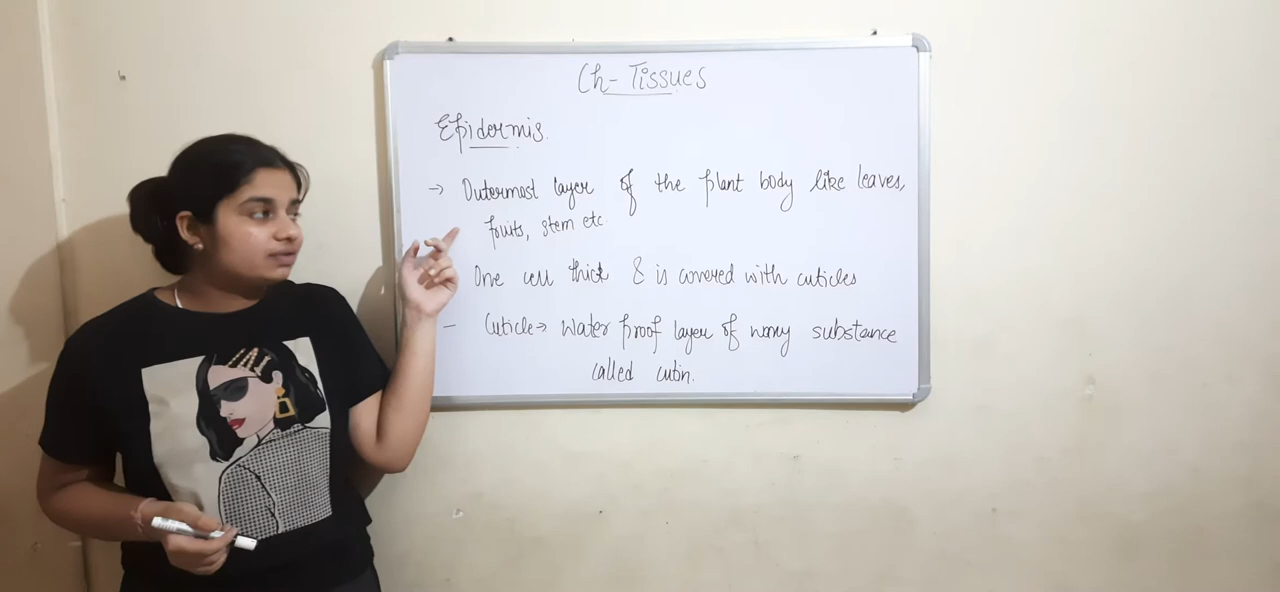 Ch- Tissues
Epidermis.
→ Outermost layer of the plant body like leaves,
fruits, stem etc.
One cell thick & is covered with cuticles
- Cuticle → Water proof layer of waxy substance
called cutin.